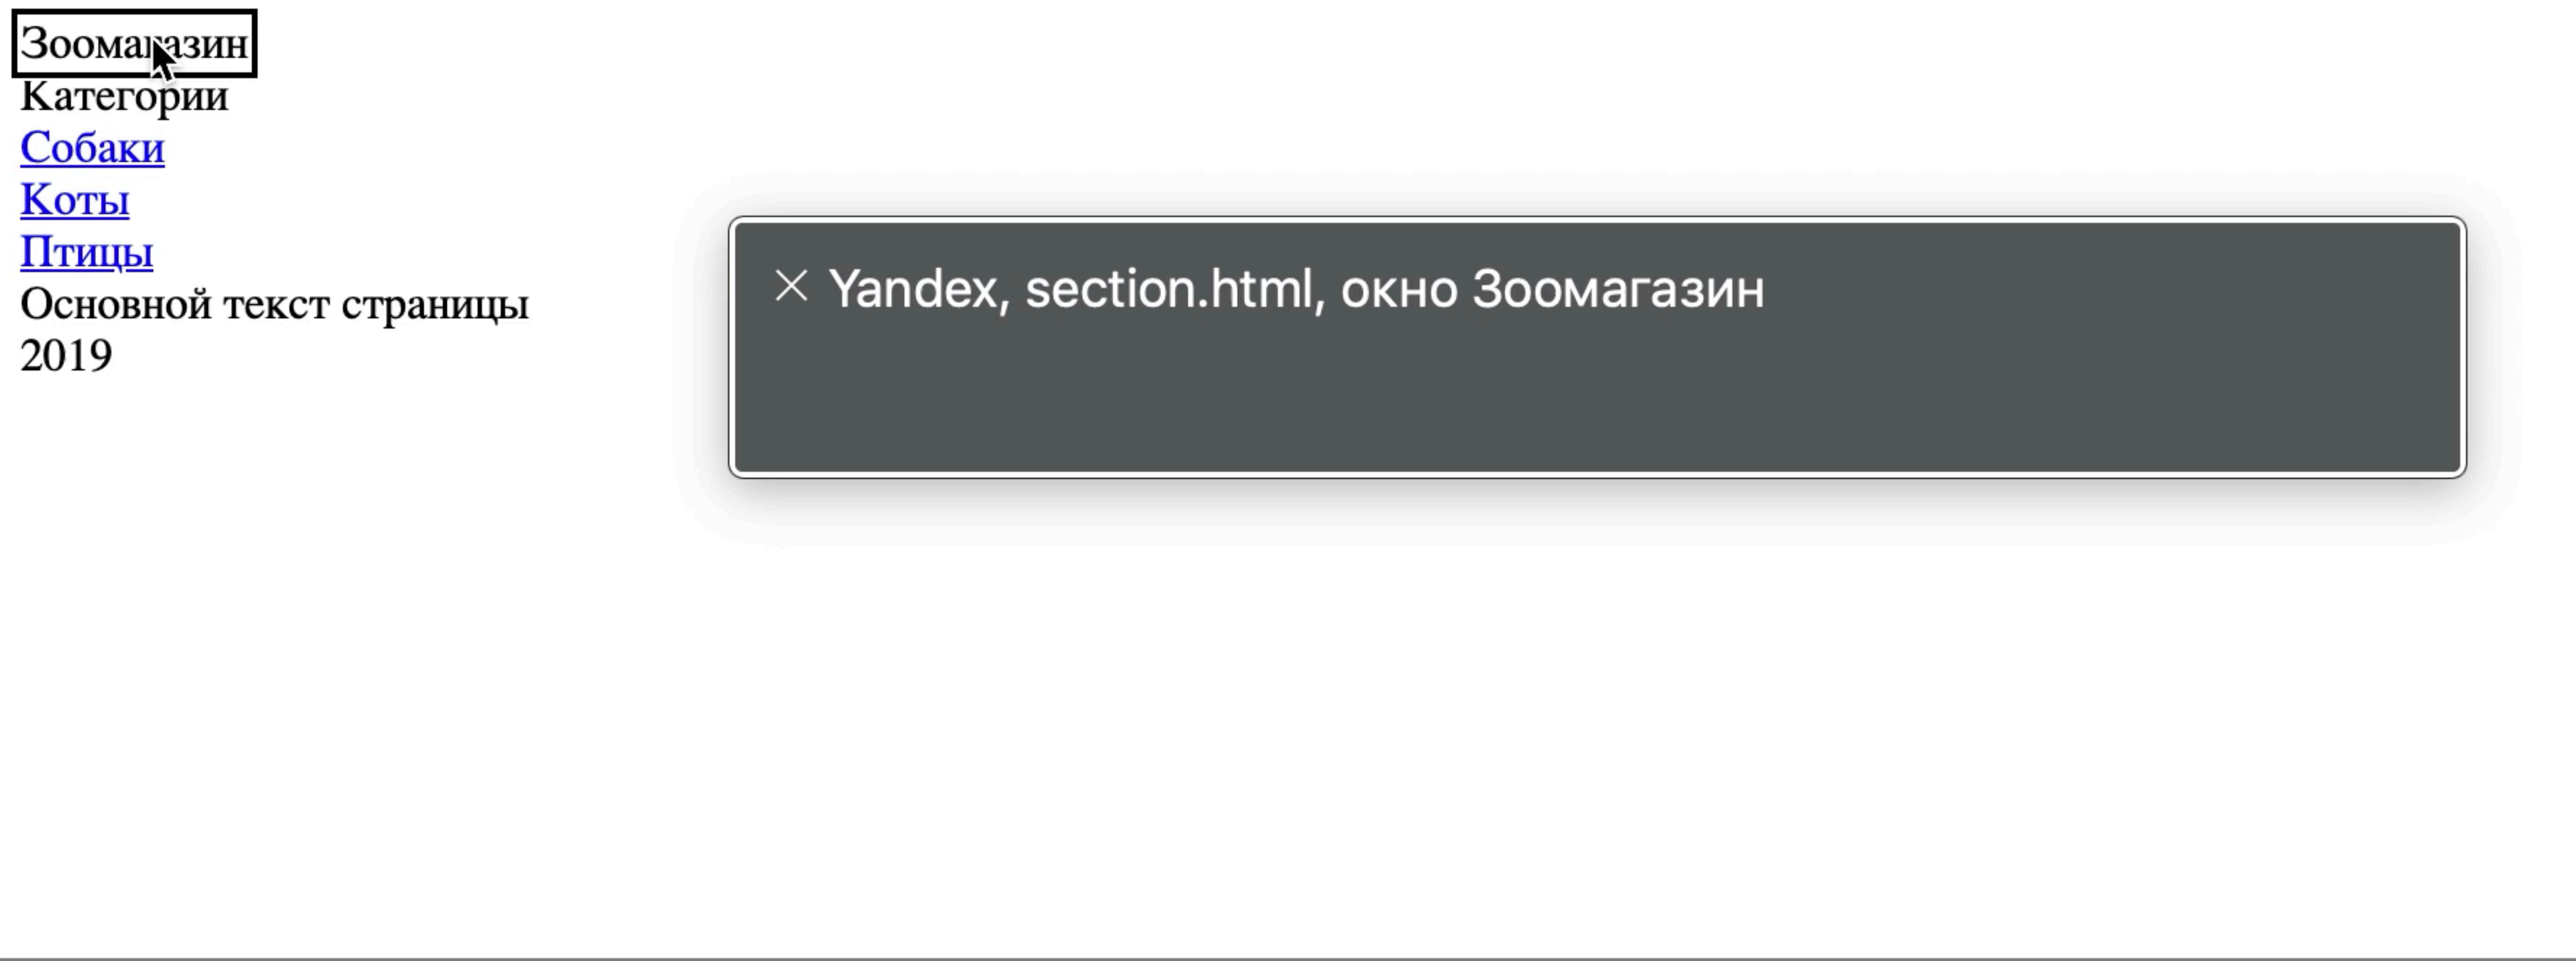 Зоомагазин
Категории
Собаки
Коты
Птицы
Основной текст страницы
2019
Yandex, section.html, окно Зоомагазин